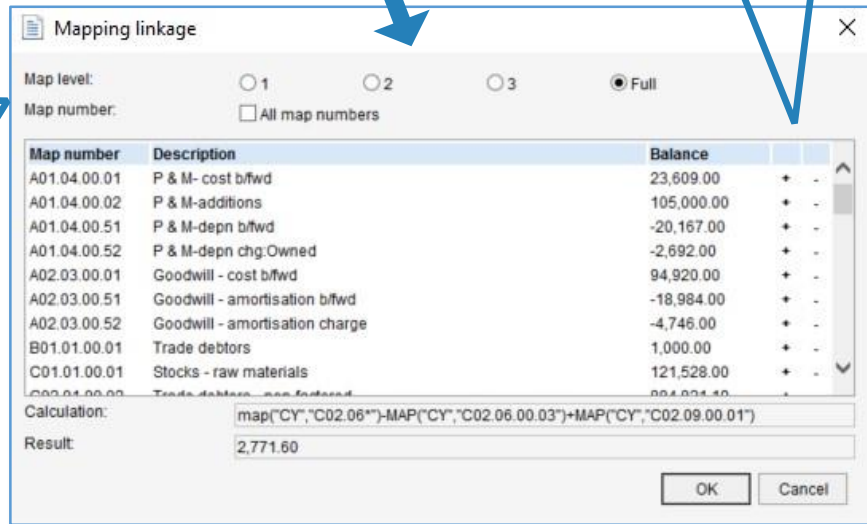 Mapping linkage
Map level: 1 2 3 Full
Map number: All map numbers
Map number Description Balance
A01.04.00.01 P & M- cost b/fwd 23,609.00 + -
A01.04.00.02 P & M-additions 105,000.00 + -
A01.04.00.51 P & M-depn b/fwd -20,167.00 + -
A01.04.00.52 P & M-depn chg:Owned -2,692.00 + -
A02.03.00.01 Goodwill - cost b/fwd 94,920.00 + -
A02.03.00.51 Goodwill - amortisation b/fwd -18,984.00 + -
A02.03.00.52 Goodwill - amortisation charge -4,746.00 + -
B01.01.00.01 Trade debtors 1,000.00 + -
C01.01.00.01 Stocks - raw materials 121,528.00 + -
Calculation: map("CY","C02.06*")-MAP("CY","C02.06.00.03")+MAP("CY","C02.09.00.01")
Result: 2,771.60
OK Cancel